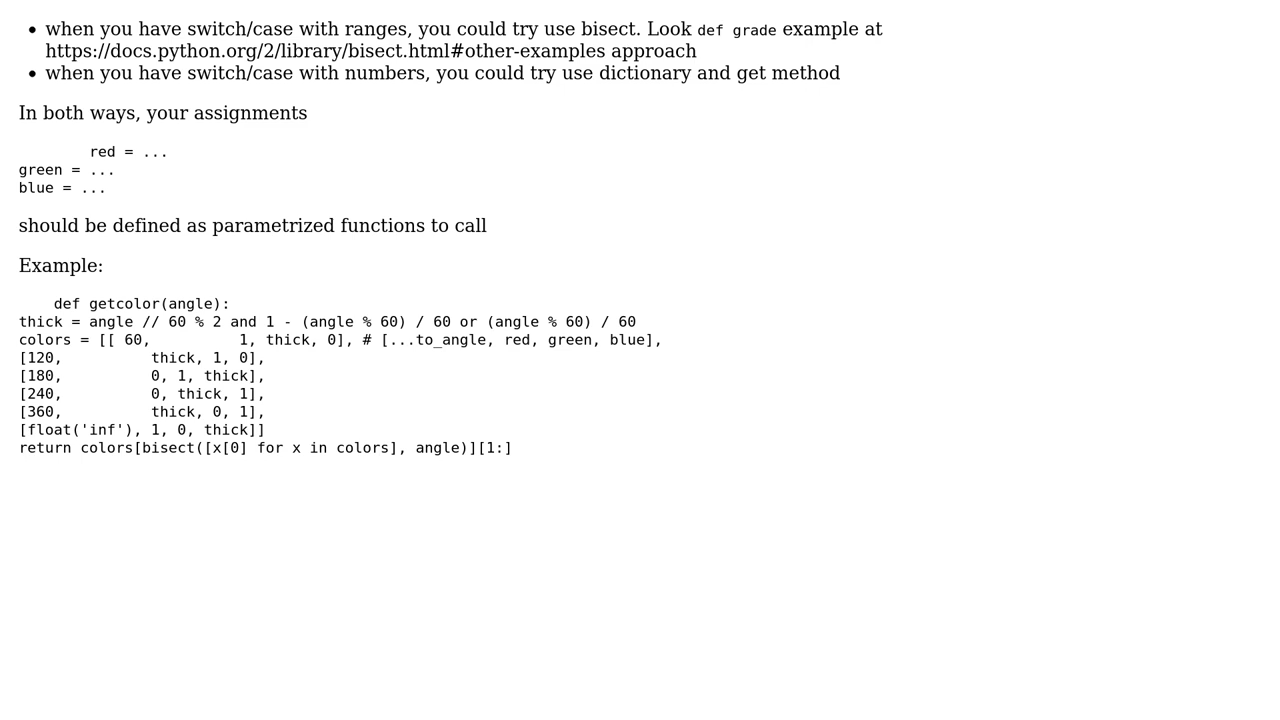 • when you have switch/case with ranges, you could try use bisect. Look def grade example at
https://docs.python.org/2/library/bisect.html#other-examples approach
• when you have switch/case with numbers, you could try use dictionary and get method
In both ways, your assignments
        red = ...
green = ...
blue = ...
should be defined as parametrized functions to call
Example:
    def getcolor(angle):
thick = angle // 60 % 2 and 1 - (angle % 60) / 60 or (angle % 60) / 60
colors = [[ 60,          1, thick, 0], # [...to_angle, red, green, blue],
[120,          thick, 1, 0],
[180,          0, 1, thick],
[240,          0, thick, 1],
[360,          thick, 0, 1],
[float('inf'), 1, 0, thick]]
return colors[bisect([x[0] for x in colors], angle)][1:]